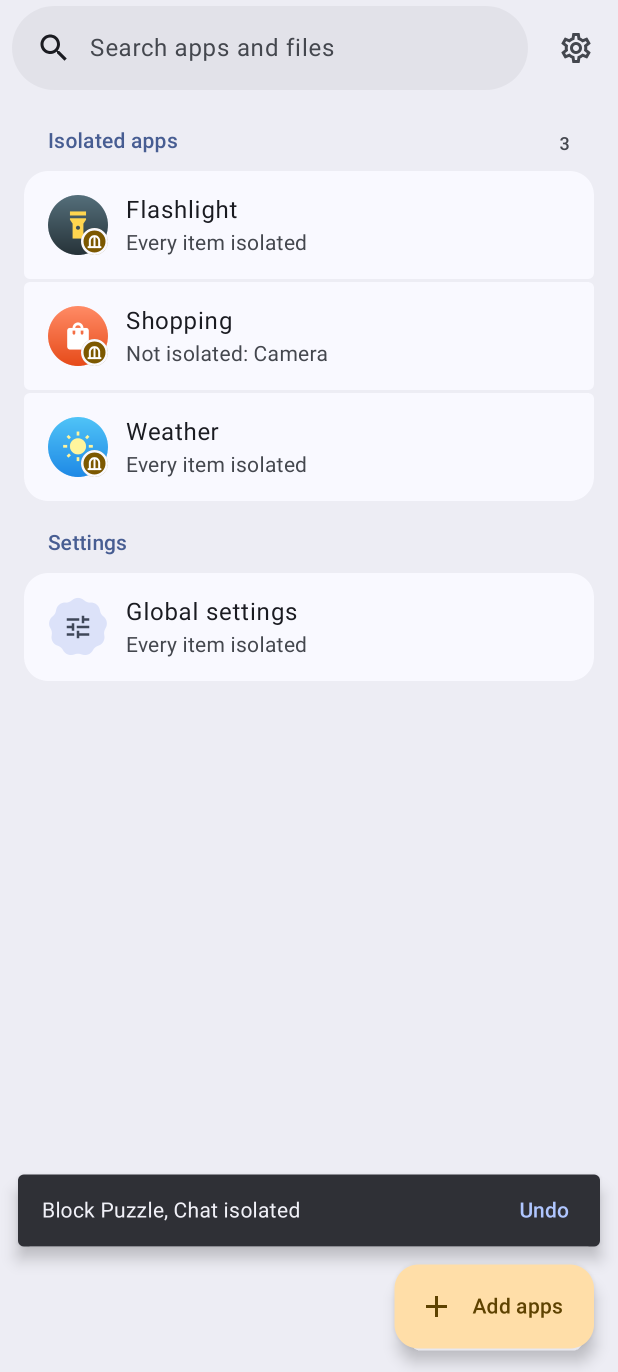 Search apps and files
Isolated apps
3
Flashlight
Every item isolated
Shopping
Not isolated: Camera
Weather
Every item isolated
Settings
Global settings
Every item isolated
Block Puzzle, Chat isolated
Undo
Add apps